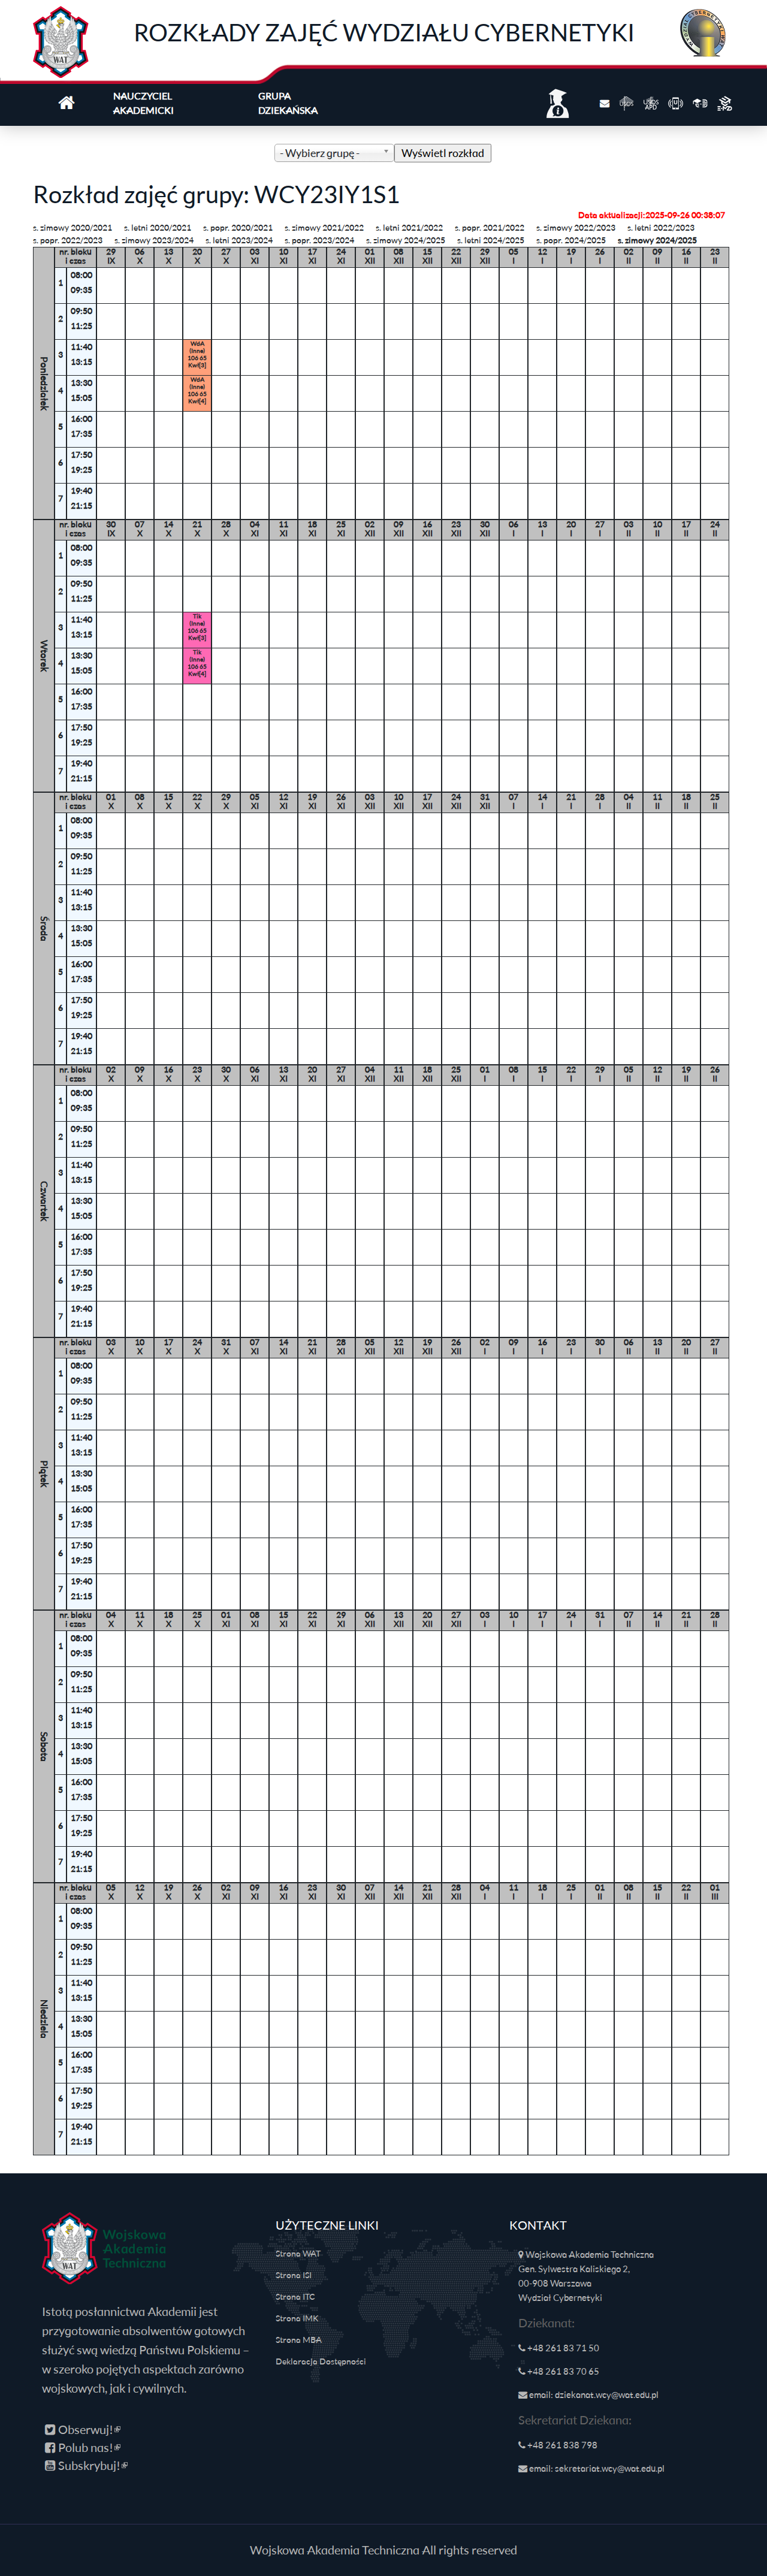 ROZKŁADY ZAJĘĆ WYDZIAŁU CYBERNETYKI
WAT
NAUCZYCIEL AKADEMICKI
GRUPA DZIEKAŃSKA
- Wybierz grupę -
Wyświetl rozkład
Rozkład zajęć grupy: WCY23IY1S1
Data aktualizacji:2025-09-26 00:38:07
s. zimowy 2020/2021 s. letni 2020/2021 s. popr. 2020/2021 s. zimowy 2021/2022 s. letni 2021/2022 s. popr. 2021/2022 s. zimowy 2022/2023 s. letni 2022/2023
s. popr. 2022/2023 s. zimowy 2023/2024 s. letni 2023/2024 s. popr. 2023/2024 s. zimowy 2024/2025 s. letni 2024/2025 s. popr. 2024/2025 s. zimowy 2024/2025
Poniedziałek
nr. bloku 29 06 13 20 27 03 10 17 24 01 08 15 22 29 05 12 19 26 02 09 16 23
i czas IX X X X X XI XI XI XI XII XII XII XII XII I I I I II II II II
1 08:00 09:35
2 09:50 11:25
3 11:40 13:15 WdA (Inne) 106 65 Kwf[3]
4 13:30 15:05 WdA (Inne) 106 65 Kwf[4]
5 16:00 17:35
6 17:50 19:25
7 19:40 21:15
Wtorek
nr. bloku 30 07 14 21 28 04 11 18 25 02 09 16 23 30 06 13 20 27 03 10 17 24
i czas IX X X X X XI XI XI XI XII XII XII XII XII I I I I II II II II
1 08:00 09:35
2 09:50 11:25
3 11:40 13:15 Tik (Inne) 106 65 Kwf[3]
4 13:30 15:05 Tik (Inne) 106 65 Kwf[4]
5 16:00 17:35
6 17:50 19:25
7 19:40 21:15
Środa
nr. bloku 01 08 15 22 29 05 12 19 26 03 10 17 24 31 07 14 21 28 04 11 18 25
i czas X X X X X XI XI XI XI XII XII XII XII XII I I I I II II II II
1 08:00 09:35
2 09:50 11:25
3 11:40 13:15
4 13:30 15:05
5 16:00 17:35
6 17:50 19:25
7 19:40 21:15
Czwartek
nr. bloku 02 09 16 23 30 06 13 20 27 04 11 18 25 01 08 15 22 29 05 12 19 26
i czas X X X X X XI XI XI XI XII XII XII XII I I I I I II II II II
1 08:00 09:35
2 09:50 11:25
3 11:40 13:15
4 13:30 15:05
5 16:00 17:35
6 17:50 19:25
7 19:40 21:15
Piątek
nr. bloku 03 10 17 24 31 07 14 21 28 05 12 19 26 02 09 16 23 30 06 13 20 27
i czas X X X X X XI XI XI XI XII XII XII XII I I I I I II II II II
1 08:00 09:35
2 09:50 11:25
3 11:40 13:15
4 13:30 15:05
5 16:00 17:35
6 17:50 19:25
7 19:40 21:15
Sobota
nr. bloku 04 11 18 25 01 08 15 22 29 06 13 20 27 03 10 17 24 31 07 14 21 28
i czas X X X X XI XI XI XI XI XII XII XII XII I I I I I II II II II
1 08:00 09:35
2 09:50 11:25
3 11:40 13:15
4 13:30 15:05
5 16:00 17:35
6 17:50 19:25
7 19:40 21:15
Niedziela
nr. bloku 05 12 19 26 02 09 16 23 30 07 14 21 28 04 11 18 25 01 08 15 22 01
i czas X X X X XI XI XI XI XI XII XII XII XII I I I I II II II II III
1 08:00 09:35
2 09:50 11:25
3 11:40 13:15
4 13:30 15:05
5 16:00 17:35
6 17:50 19:25
7 19:40 21:15
WAT
Wojskowa
Akademia
Techniczna
Istotą posłannictwa Akademii jest
przygotowanie absolwentów gotowych
służyć swą wiedzą Państwu Polskiemu –
w szeroko pojętych aspektach zarówno
wojskowych, jak i cywilnych.
Obserwuj!
Polub nas!
Subskrybuj!
UŻYTECZNE LINKI
Strona WAT
Strona ISI
Strona ITC
Strona IMK
Strona MBA
Deklaracja Dostępności
KONTAKT
Wojskowa Akademia Techniczna
Gen. Sylwestra Kaliskiego 2,
00-908 Warszawa
Wydział Cybernetyki
Dziekanat:
+48 261 83 71 50
+48 261 83 70 65
email: dziekanat.wcy@wat.edu.pl
Sekretariat Dziekana:
+48 261 838 798
email: sekretariat.wcy@wat.edu.pl
Wojskowa Akademia Techniczna All rights reserved